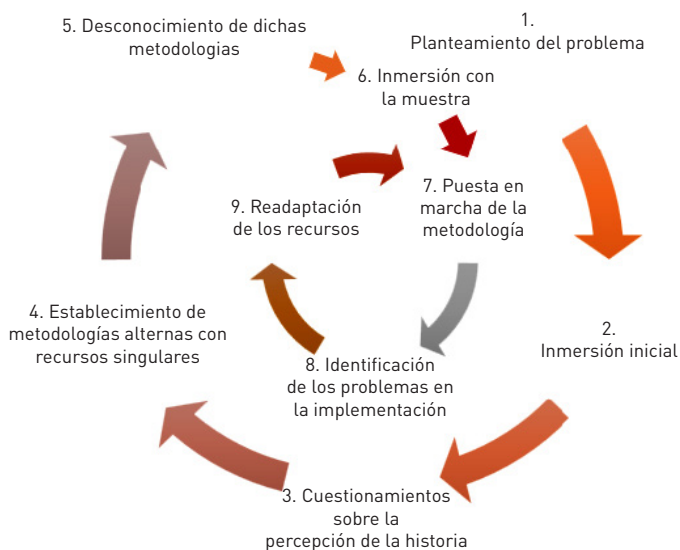 1.
Planteamiento del problema
2.
Inmersión inicial
3. Cuestionamientos
sobre la
percepción de la historia
4. Establecimiento de
metodologías alternas con
recursos singulares
5. Desconocimiento de dichas
metodologias
6. Inmersión con
la muestra
7. Puesta en
marcha de la
metodología
8. Identificación
de los problemas en
la implementación
9. Readaptación
de los recursos